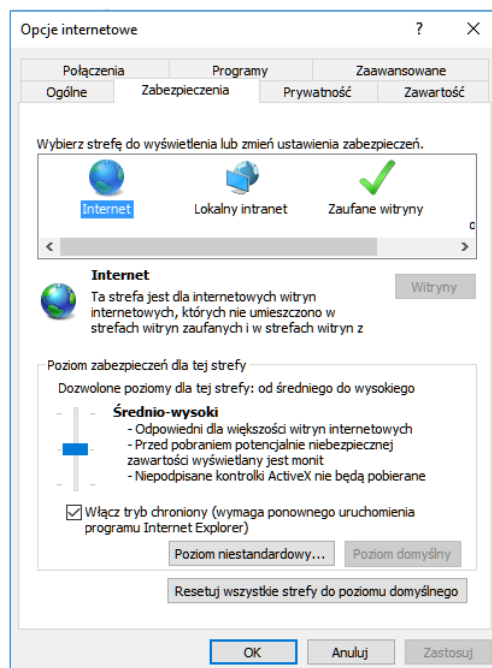 Opcje internetowe ?
Połączenia Programy Zaawansowane
Ogólne Zabezpieczenia Prywatność Zawartość
Wybierz strefę do wyświetlenia lub zmień ustawienia zabezpieczeń.
Internet Lokalny intranet Zaufane witryny
Internet
Witryny
Ta strefa jest dla internetowych witryn
internetowych, których nie umieszczono w
strefach witryn zaufanych i w strefach witryn z
Poziom zabezpieczeń dla tej strefy
Dozwolone poziomy dla tej strefy: od średniego do wysokiego
Średnio-wysoki
- Odpowiedni dla większości witryn internetowych
- Przed pobraniem potencjalnie niebezpiecznej
zawartości wyświetlany jest monit
- Niepodpisane kontrolki ActiveX nie będą pobierane
Włącz tryb chroniony (wymaga ponownego uruchomienia
programu Internet Explorer)
Poziom niestandardowy... Poziom domyślny
Resetuj wszystkie strefy do poziomu domyślnego
OK Anuluj Zastosuj